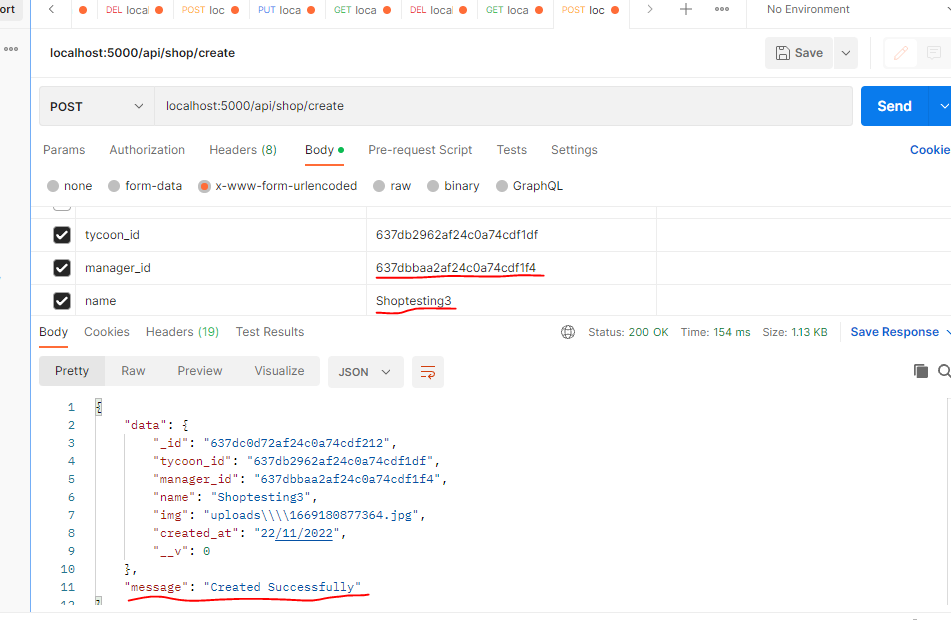 ort
DEL local
POST loc
PUT loca
GET loca
DEL local
GET loca
POST loc
No Environment
localhost:5000/api/shop/create
Save
POST
localhost:5000/api/shop/create
Send
Params Authorization Headers (8) Body Pre-request Script Tests Settings Cookie
none form-data x-www-form-urlencoded raw binary GraphQL
tycoon_id 637db2962af24c0a74cdf1df
manager_id 637dbbaa2af24c0a74cdf1f4
name Shoptesting3
Body Cookies Headers (19) Test Results Status: 200 OK Time: 154 ms Size: 1.13 KB Save Response
Pretty Raw Preview Visualize JSON
1 {
2 "data": {
3 "_id": "637dc0d72af24c0a74cdf212",
4 "tycoon_id": "637db2962af24c0a74cdf1df",
5 "manager_id": "637dbbaa2af24c0a74cdf1f4",
6 "name": "Shoptesting3",
7 "img": "uploads\\\\1669180877364.jpg",
8 "created_at": "22/11/2022",
9 "__v": 0
10 },
11 "message": "Created Successfully"
12 }